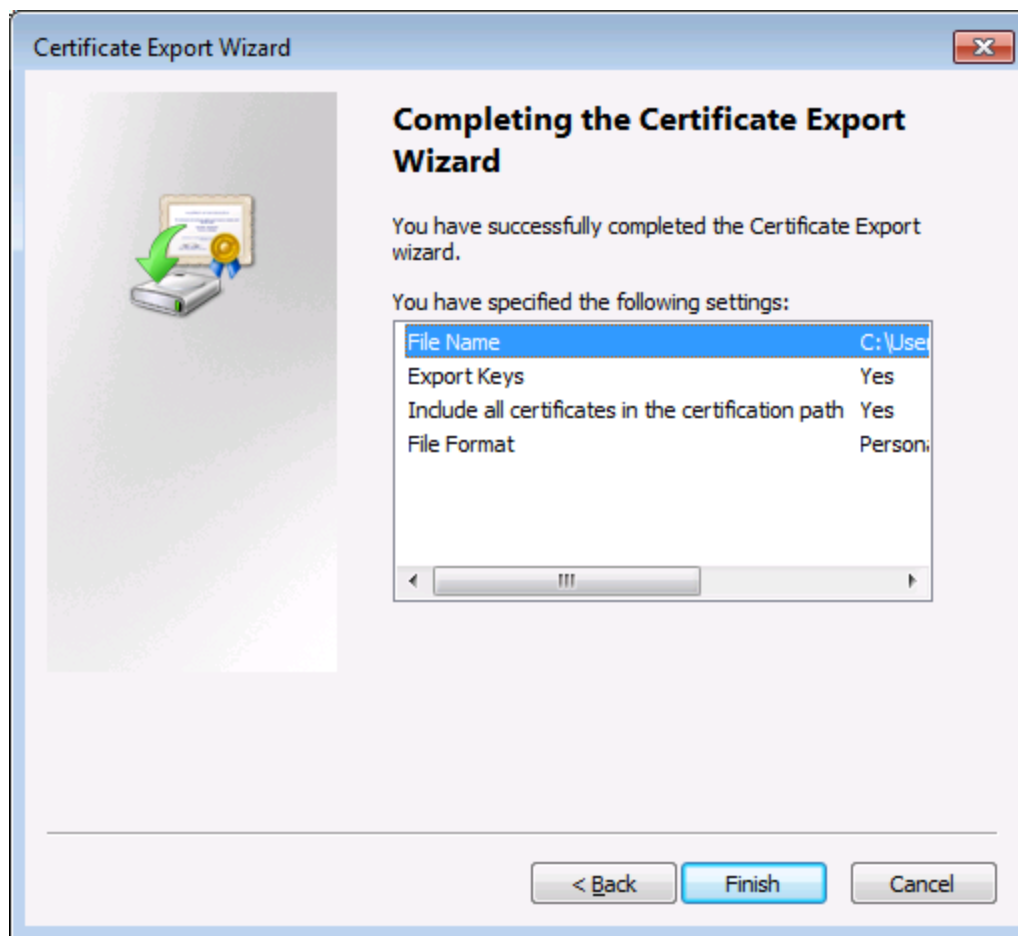 Certificate Export Wizard
Completing the Certificate Export
Wizard
You have successfully completed the Certificate Export
wizard.
You have specified the following settings:
File Name C:\User
Export Keys Yes
Include all certificates in the certification path Yes
File Format Persona
< Back Finish Cancel